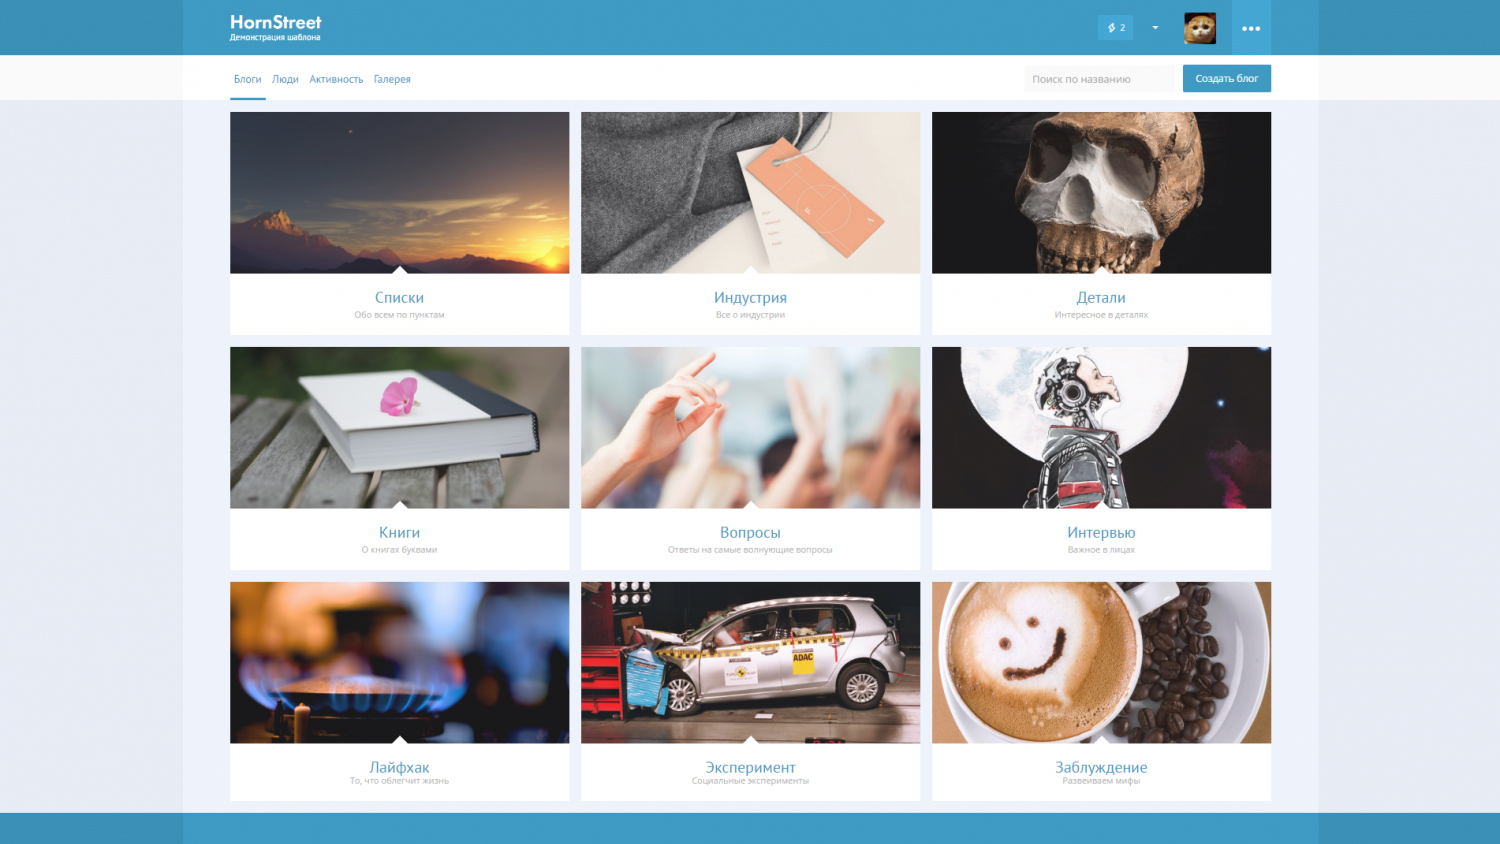 HornStreet
Демонстрация шаблона
2
Блоги Люди Активность Галерея
Поиск по названию
Создать блог
Списки
Обо всем по пунктам
Индустрия
Все о индустрии
Детали
Интересное в деталях
Книги
О книгах буквами
Вопросы
Ответы на самые волнующие вопросы
Интервью
Важное в лицах
ADAC
Лайфхак
То, что облегчит жизнь
Эксперимент
Социальные эксперименты
Заблуждение
Развеиваем мифы